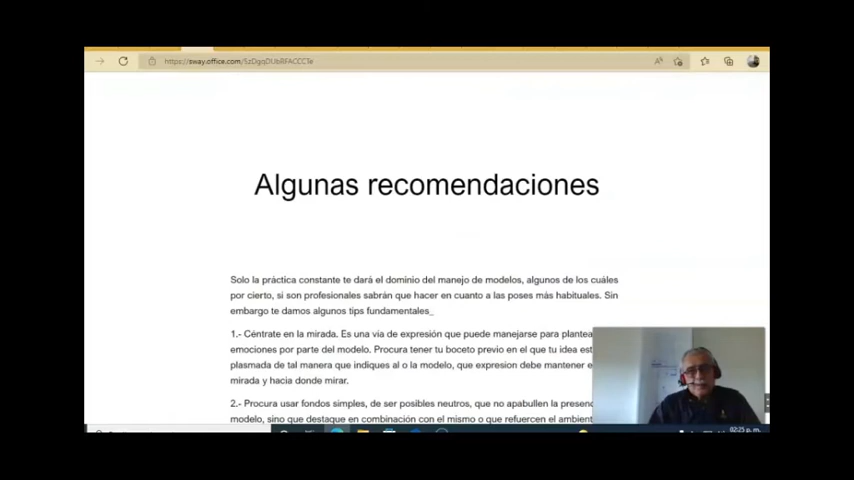 https://sway.office.com/5zDgqDUbRFACCCTe
Algunas recomendaciones
Solo la práctica constante te dará el dominio del manejo de modelos, algunos de los cuáles
por cierto, si son profesionales sabrán que hacer en cuanto a las poses más habituales. Sin
embargo te damos algunos tips fundamentales_
1.- Céntrate en la mirada. Es una vía de expresión que puede manejarse para plantea
emociones por parte del modelo. Procura tener tu boceto previo en el que tu idea est
plasmada de tal manera que indiques al o la modelo, que expresion debe mantener e
mirada y hacia donde mirar.
2.- Procura usar fondos simples, de ser posibles neutros, que no apabullen la presenc
modelo, sino que destaque en combinación con el mismo o que refuercen el ambient
02:25 p. m.